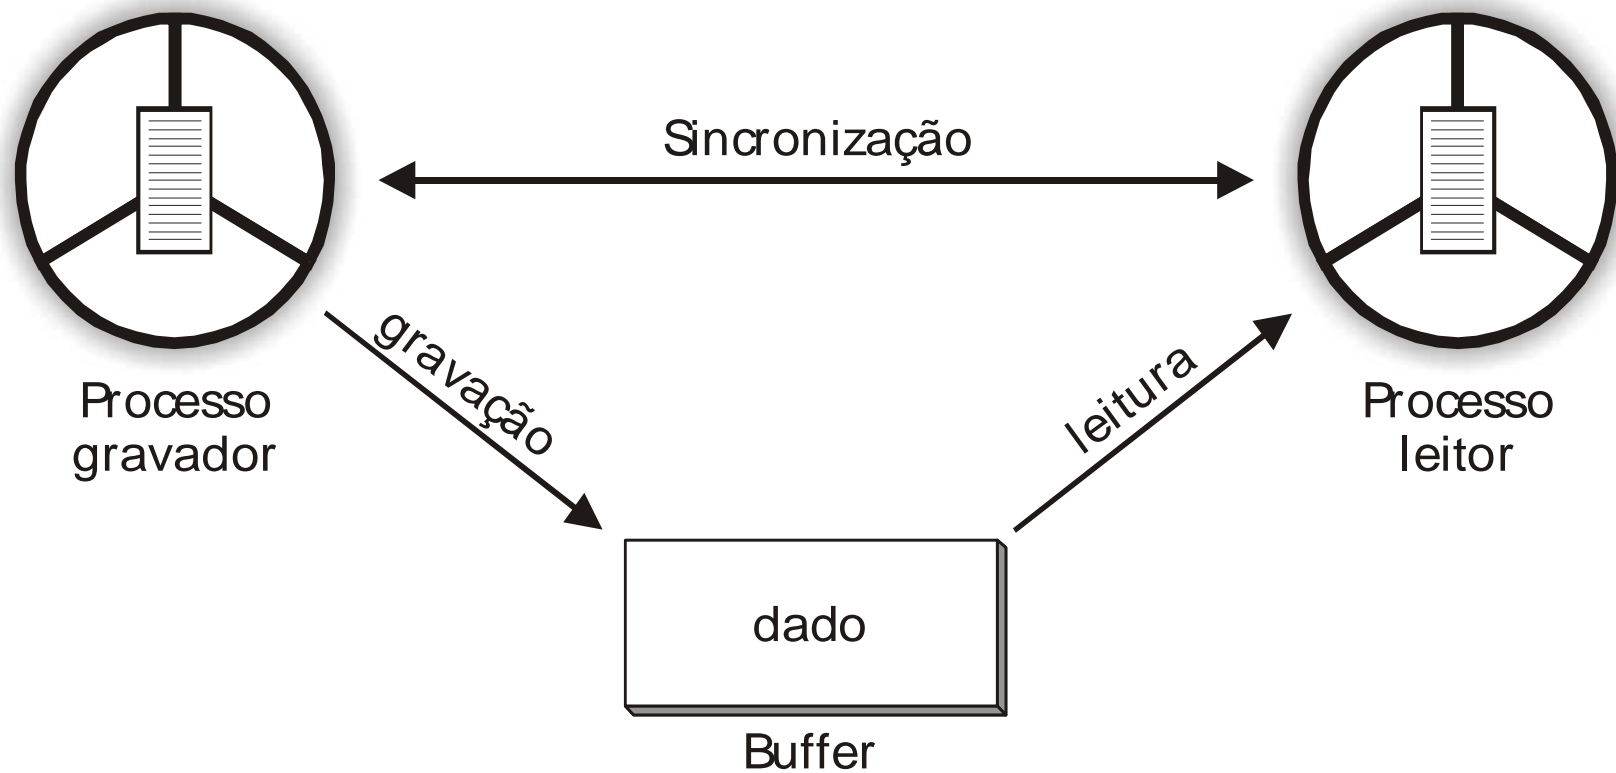 Sincronização
gravação
leitura
Processo
gravador
Processo
leitor
dado
Buffer